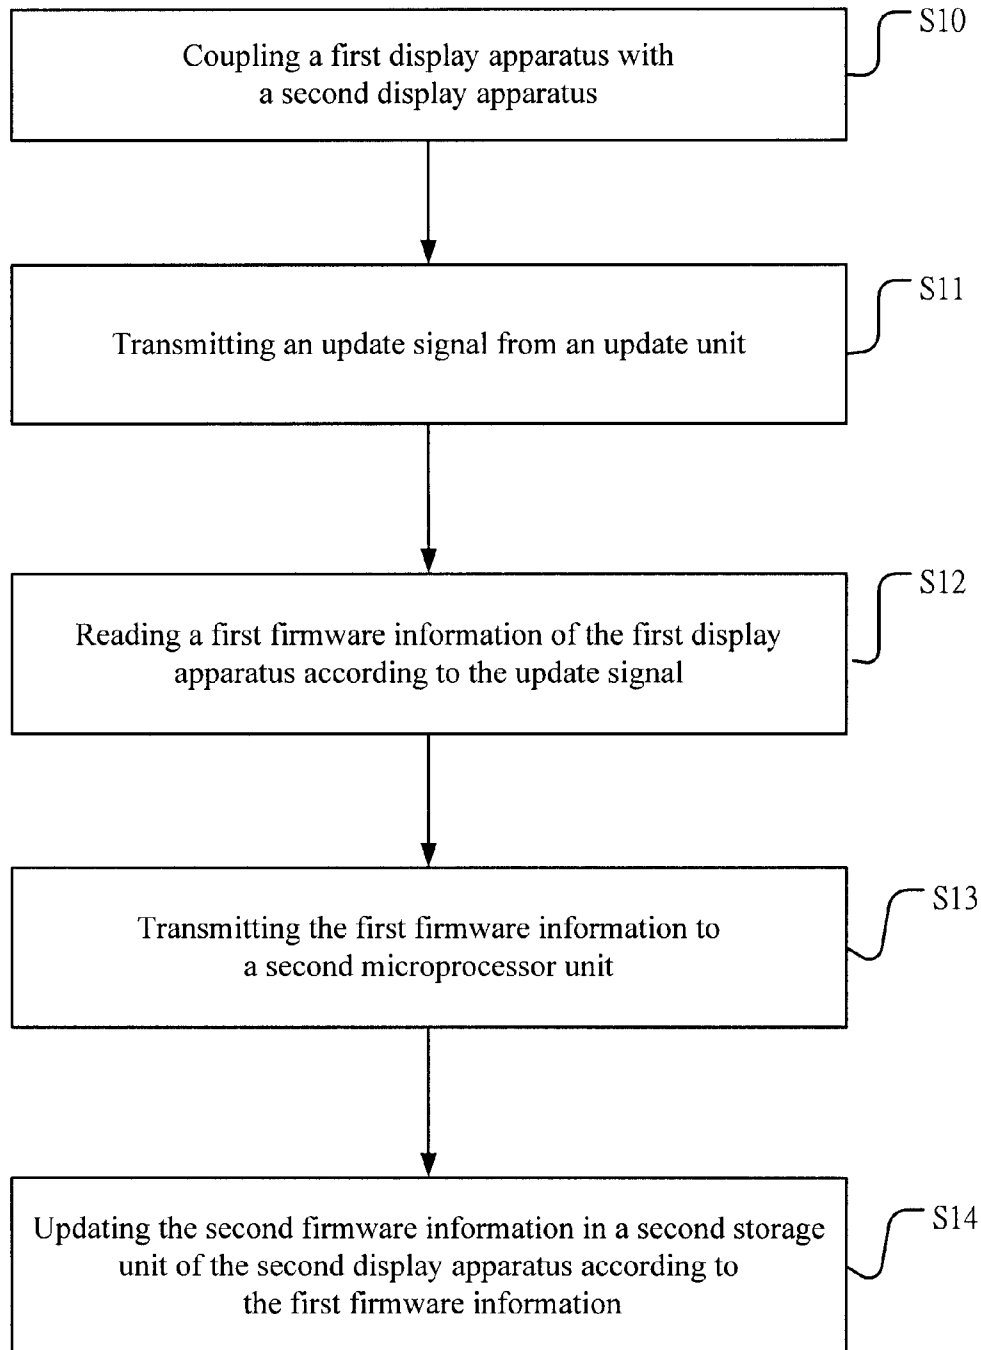 S10
Coupling a first display apparatus with
a second display apparatus
S11
Transmitting an update signal from an update unit
S12
Reading a first firmware information of the first display
apparatus according to the update signal
S13
Transmitting the first firmware information to
a second microprocessor unit
S14
Updating the second firmware information in a second storage
unit of the second display apparatus according to
the first firmware information